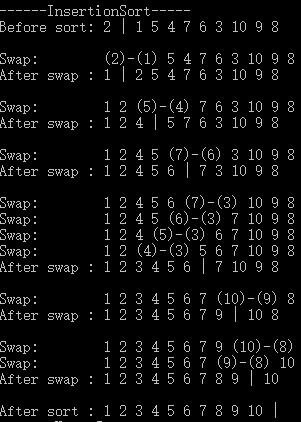 ------InsertionSort-----
Before sort: 2 | 1 5 4 7 6 3 10 9 8
Swap: (2)-(1) 5 4 7 6 3 10 9 8
After swap : 1 | 2 5 4 7 6 3 10 9 8
Swap: 1 2 (5)-(4) 7 6 3 10 9 8
After swap : 1 2 4 | 5 7 6 3 10 9 8
Swap: 1 2 4 5 (7)-(6) 3 10 9 8
After swap : 1 2 4 5 6 | 7 3 10 9 8
Swap: 1 2 4 5 6 (7)-(3) 10 9 8
Swap: 1 2 4 5 (6)-(3) 7 10 9 8
Swap: 1 2 4 (5)-(3) 6 7 10 9 8
Swap: 1 2 (4)-(3) 5 6 7 10 9 8
After swap : 1 2 3 4 5 6 | 7 10 9 8
Swap: 1 2 3 4 5 6 7 (10)-(9) 8
After swap : 1 2 3 4 5 6 7 9 | 10 8
Swap: 1 2 3 4 5 6 7 9 (10)-(8)
Swap: 1 2 3 4 5 6 7 (9)-(8) 10
After swap : 1 2 3 4 5 6 7 8 9 | 10
After sort : 1 2 3 4 5 6 7 8 9 10 |